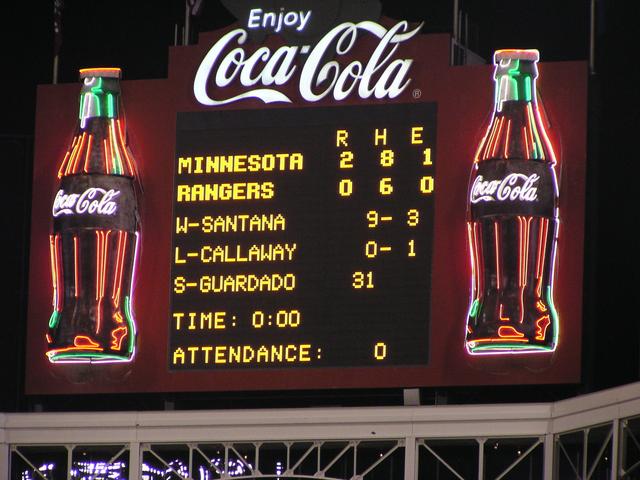 Enjoy
Coca-Cola®
R H E
MINNESOTA 2 8 1
RANGERS 0 6 0
W-SANTANA 9- 3
L-CALLAWAY 0- 1
S-GUARDADO 31
TIME: 0:00
ATTENDANCE: 0
Coca-Cola
Coca-Cola